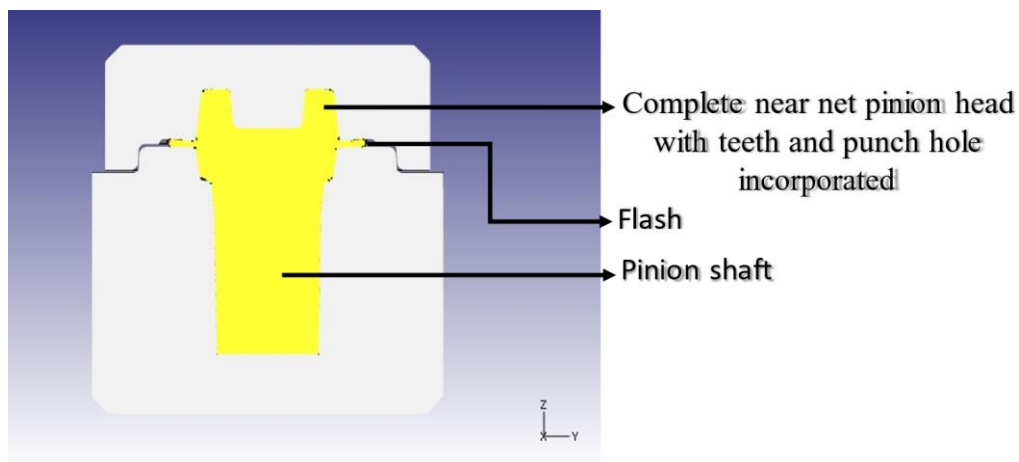 Complete near net pinion head
with teeth and punch hole
incorporated
Flash
Pinion shaft
Z
X
Y